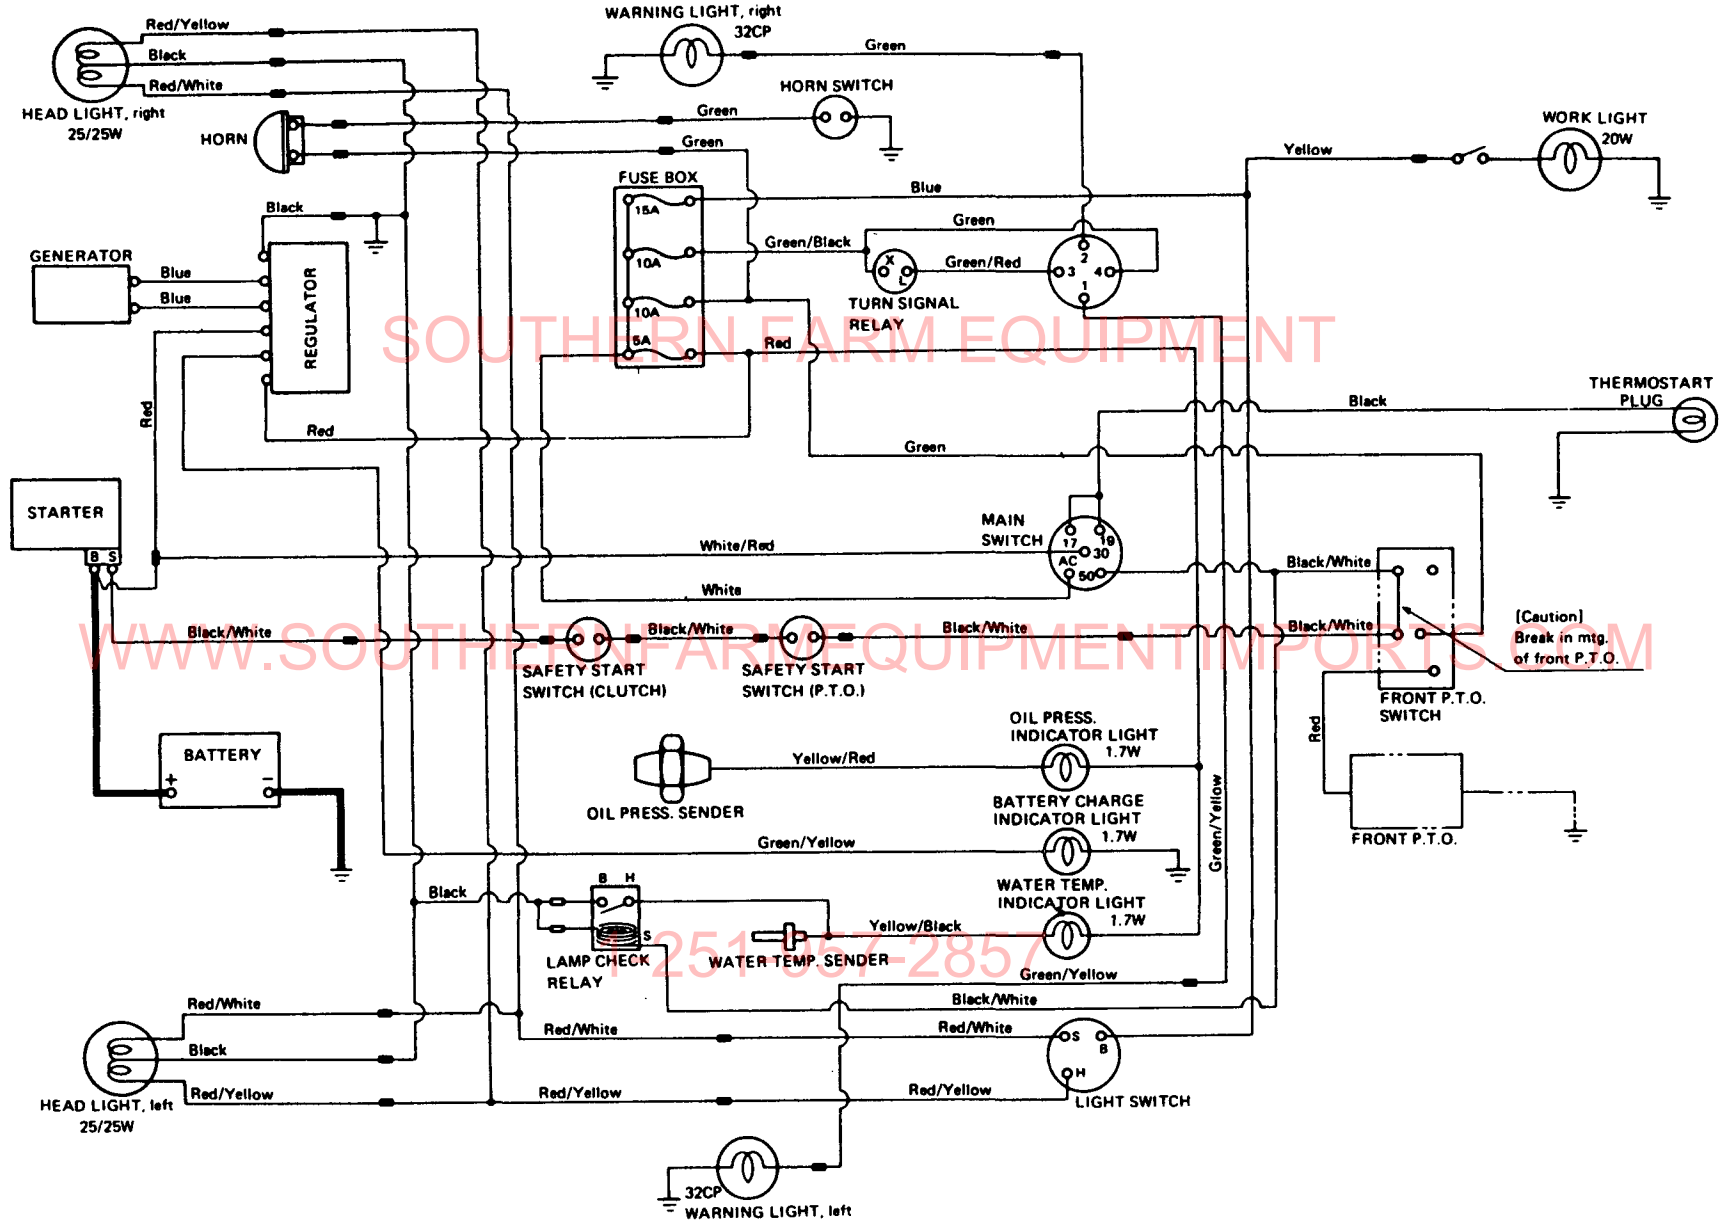 WARNING LIGHT, right
32CP
Red/Yellow
Black
Red/White
HEAD LIGHT, right
25/25W
Green
HORN SWITCH
HORN
Green
Green
WORK LIGHT
20W
Yellow
FUSE BOX
Blue
15A
Black
Green
Green/Black
GENERATOR
Blue
Blue
REGULATOR
10A
X
L
Green/Red
2
3
4
1
TURN SIGNAL
RELAY
10A
5A
Red
SOUTHERN FARM EQUIPMENT
Red
Red
Black
THERMOSTART
PLUG
Green
STARTER
B S
MAIN
SWITCH
17
19
30
AC
50
White/Red
White
Black/White
[Caution]
Break in mtg.
of front P.T.O.
Black/White
Black/White
Black/White
Black/White
WWW.SOUTHERNFARMEQUIPMENTIMPORTS.COM
SAFETY START
SWITCH (CLUTCH)
SAFETY START
SWITCH (P.T.O.)
FRONT P.T.O.
SWITCH
Red
BATTERY
+
−
OIL PRESS.
INDICATOR LIGHT
1.7W
Yellow/Red
OIL PRESS. SENDER
BATTERY CHARGE
INDICATOR LIGHT
1.7W
Green/Yellow
Green/Yellow
FRONT P.T.O.
WATER TEMP.
INDICATOR LIGHT
1.7W
Black
B H
S
Yellow/Black
LAMP CHECK
RELAY
WATER TEMP. SENDER
1-251-957-2857
Green/Yellow
Black/White
Red/White
Red/White
Red/White
S
B
H
Black
Red/Yellow
Red/Yellow
Red/Yellow
LIGHT SWITCH
HEAD LIGHT, left
25/25W
32CP
WARNING LIGHT, left